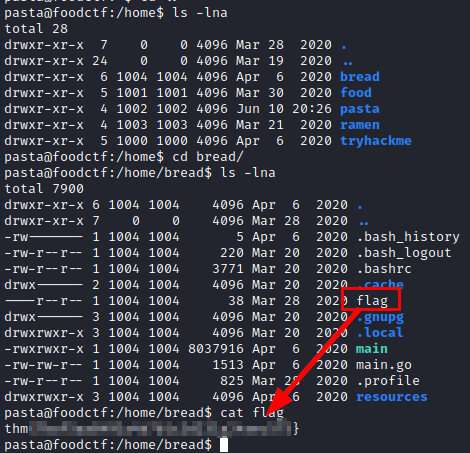 pasta@foodctf:/home$ ls -lna
total 28
drwxr-xr-x  7    0    0 4096 Mar 28  2020 .
drwxr-xr-x 24    0    0 4096 Mar 19  2020 ..
drwxr-xr-x  6 1004 1004 4096 Apr  6  2020 bread
drwxr-xr-x  5 1001 1001 4096 Mar 30  2020 food
drwxr-xr-x  4 1002 1002 4096 Jun 10 20:26 pasta
drwxr-xr-x  4 1003 1003 4096 Mar 21  2020 ramen
drwxr-xr-x  5 1000 1000 4096 Apr  6  2020 tryhackme
pasta@foodctf:/home$ cd bread/
pasta@foodctf:/home/bread$ ls -lna
total 7900
drwxr-xr-x 6 1004 1004    4096 Apr  6  2020 .
drwxr-xr-x 7    0    0    4096 Mar 28  2020 ..
-rw------- 1 1004 1004       5 Apr  6  2020 .bash_history
-rw-r--r-- 1 1004 1004     220 Mar 20  2020 .bash_logout
-rw-r--r-- 1 1004 1004    3771 Mar 20  2020 .bashrc
drwx------ 2 1004 1004    4096 Mar 20  2020 .cache
----r--r-- 1 1004 1004      38 Mar 28  2020 flag
drwx------ 3 1004 1004    4096 Mar 20  2020 .gnupg
drwxrwxr-x 3 1004 1004    4096 Mar 20  2020 .local
-rwxrwxr-x 1 1004 1004 8037916 Apr  6  2020 main
-rw-r--r-- 1 1004 1004    1513 Apr  6  2020 main.go
-rw-r--r-- 1 1004 1004     825 Mar 2020 .profile
drwxrwxr-x 3 1004 1004    4096 Apr  6  2020 resources
pasta@foodctf:/home/bread$ cat flag
thm }
pasta@foodctf:/home/bread$